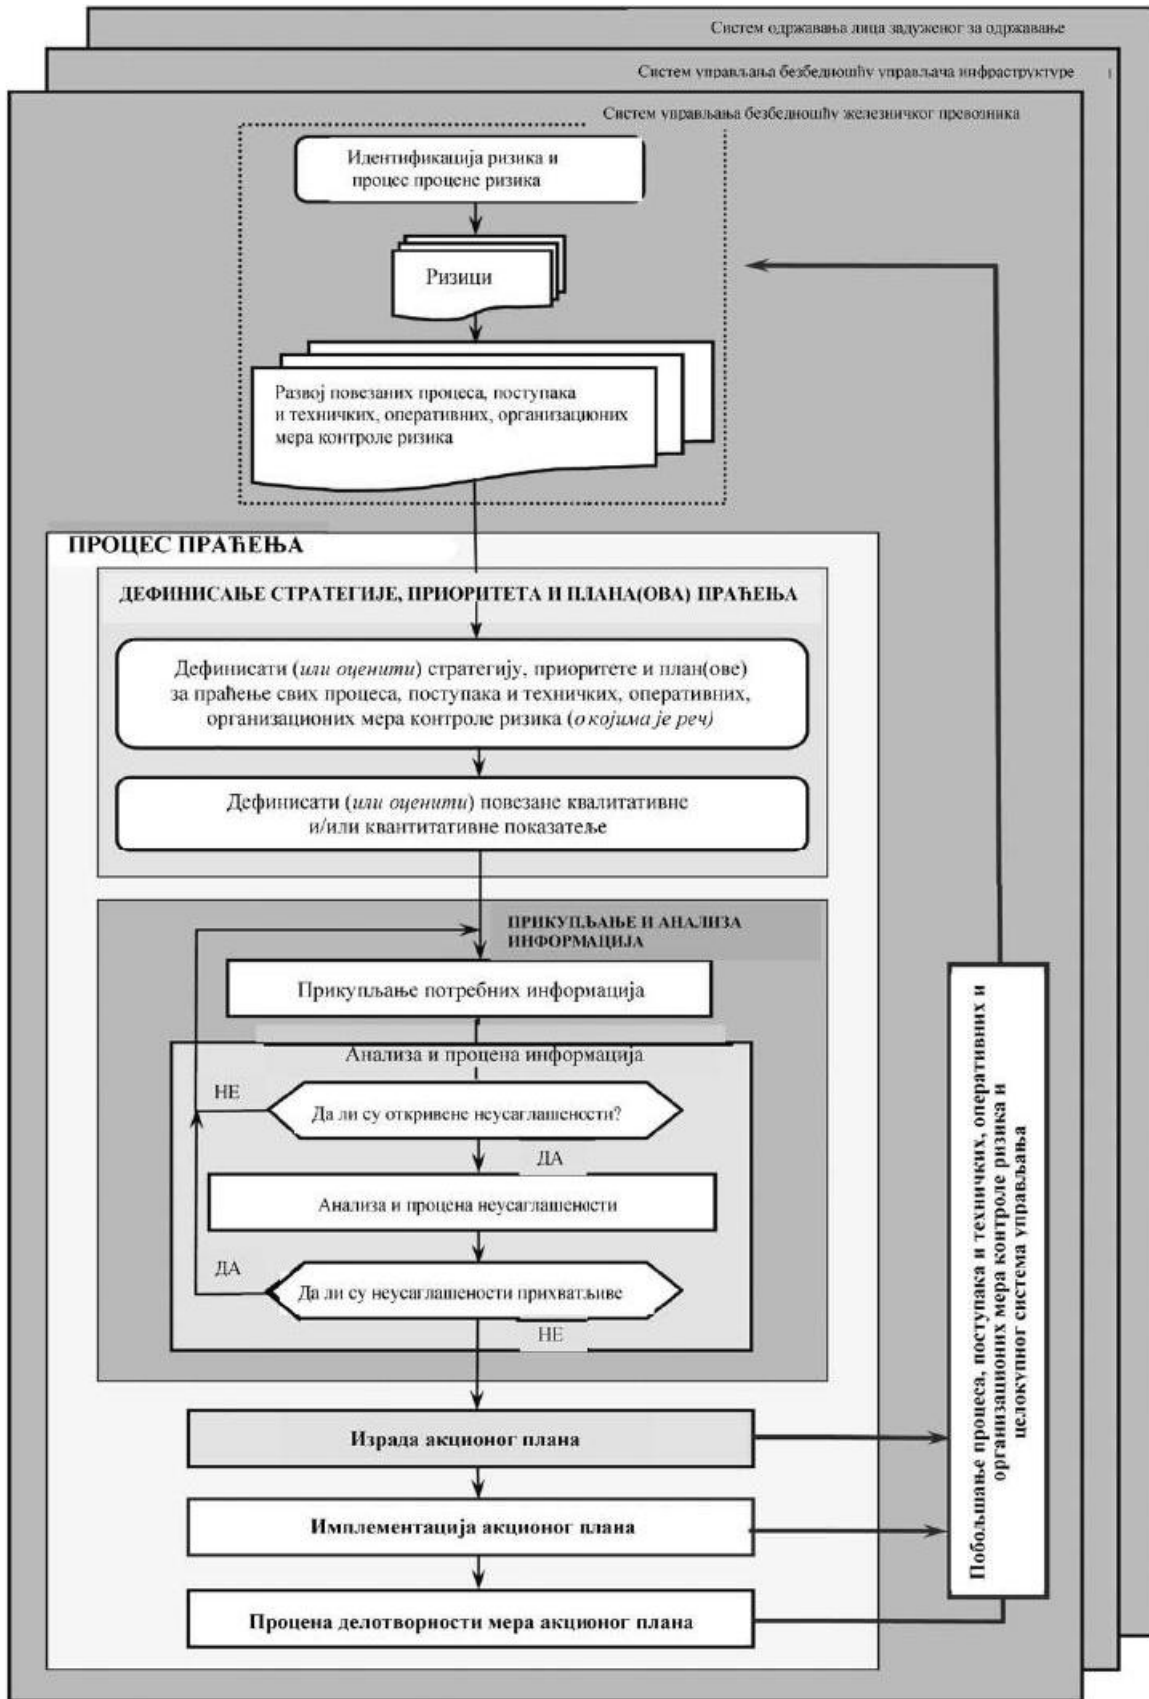 Систем одржавања лица задуженог за одржавање
Систем управљања безбедношћу управљача инфраструктуре
Систем управљања безбедношћу железничког превозника
Идентификација ризика и
процес процене ризика
Ризици
Развој повезаних процеса, поступака
и техничких, оперативних, организационих
мера контроле ризика
ПРОЦЕС ПРАЋЕЊА
ДЕФИНИСАЊЕ СТРАТЕГИЈЕ, ПРИОРИТЕТА И ПЛАНА(ОВА) ПРАЋЕЊА
Дефинисати (или оценити) стратегију, приоритете и план(ове)
за праћење свих процеса, поступака и техничких, оперативних,
организационих мера контроле ризика (о којима је реч)
Дефинисати (или оценити) повезане квалитативне
и/или квантитативне показатеље
ПРИКУПЉАЊЕ И АНАЛИЗА
ИНФОРМАЦИЈА
Прикупљање потребних информација
Анализа и процена информација
НЕ
Да ли су откривене неусаглашености?
ДА
Анализа и процена неусаглашености
ДА
Да ли су неусаглашености прихватљиве
НЕ
Израда акционог плана
Имплементација акционог плана
Процена делотворности мера акционог плана
Побољшање процеса, поступака и техничких, оперативних и
организационих мера контроле ризика и
целокупног система управљања